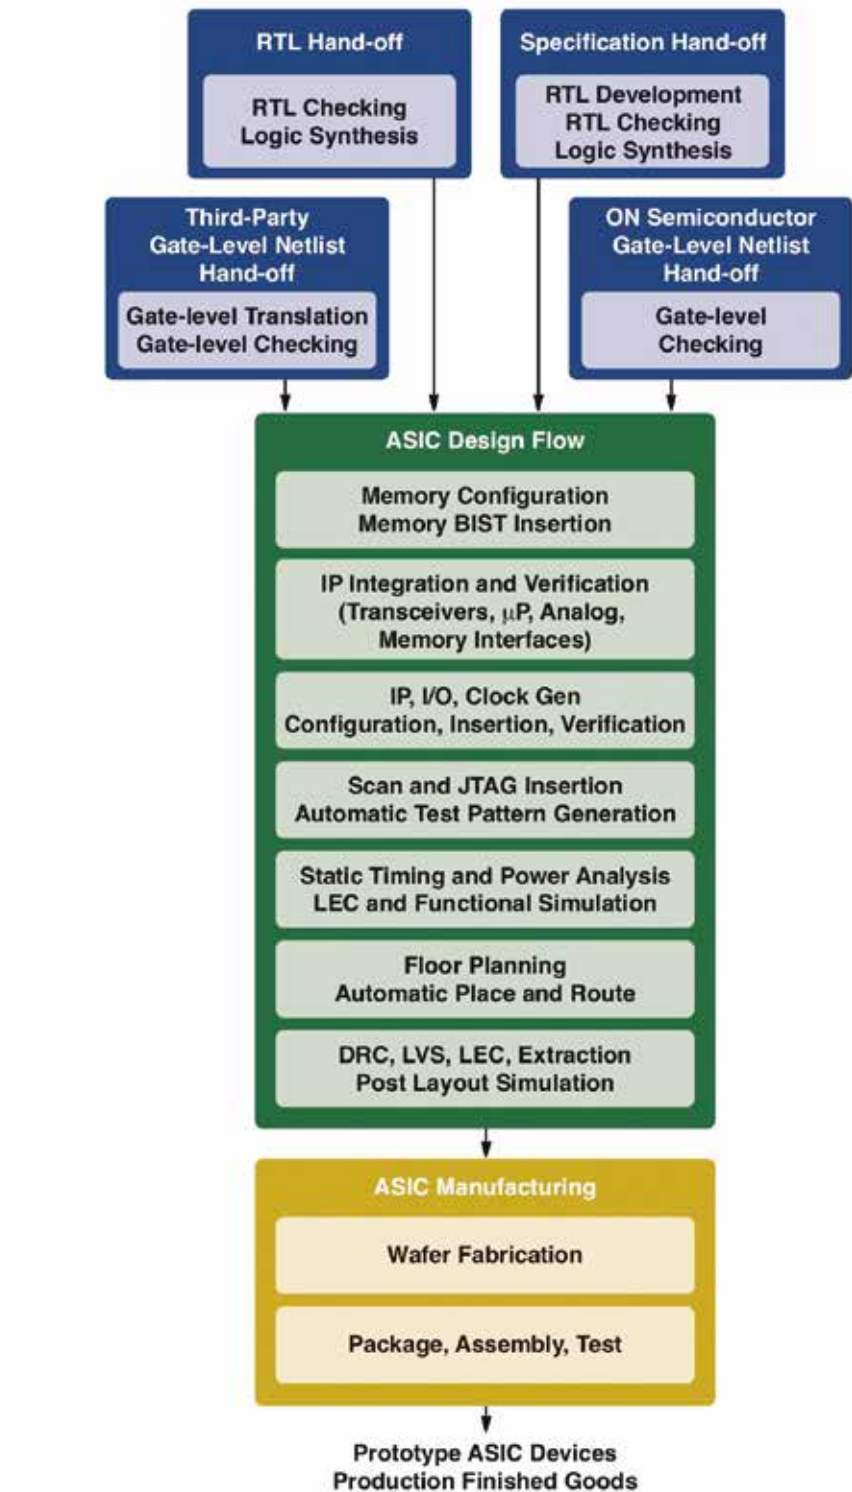 RTL Hand-off
RTL Checking
Logic Synthesis
Specification Hand-off
RTL Development
RTL Checking
Logic Synthesis
Third-Party
Gate-Level Netlist
Hand-off
Gate-level Translation
Gate-level Checking
ON Semiconductor
Gate-Level Netlist
Hand-off
Gate-level
Checking
ASIC Design Flow
Memory Configuration
Memory BIST Insertion
IP Integration and Verification
(Transceivers, μP, Analog,
Memory Interfaces)
IP, I/O, Clock Gen
Configuration, Insertion, Verification
Scan and JTAG Insertion
Automatic Test Pattern Generation
Static Timing and Power Analysis
LEC and Functional Simulation
Floor Planning
Automatic Place and Route
DRC, LVS, LEC, Extraction
Post Layout Simulation
ASIC Manufacturing
Wafer Fabrication
Package, Assembly, Test
Prototype ASIC Devices
Production Finished Goods